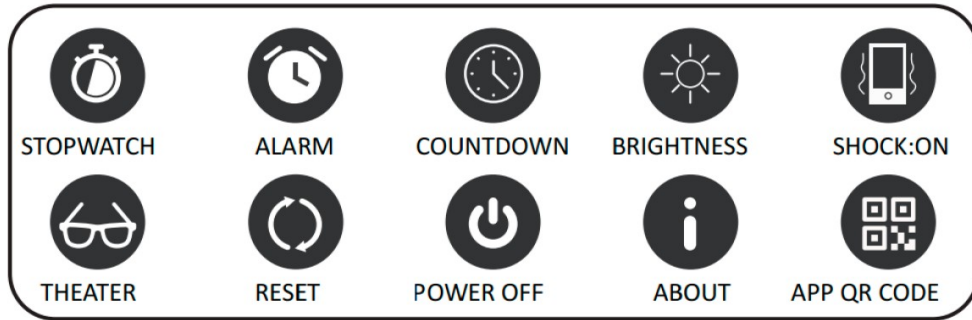 STOPWATCH ALARM COUNTDOWN BRIGHTNESS SHOCK:ON
THEATER RESET POWER OFF ABOUT APP QR CODE